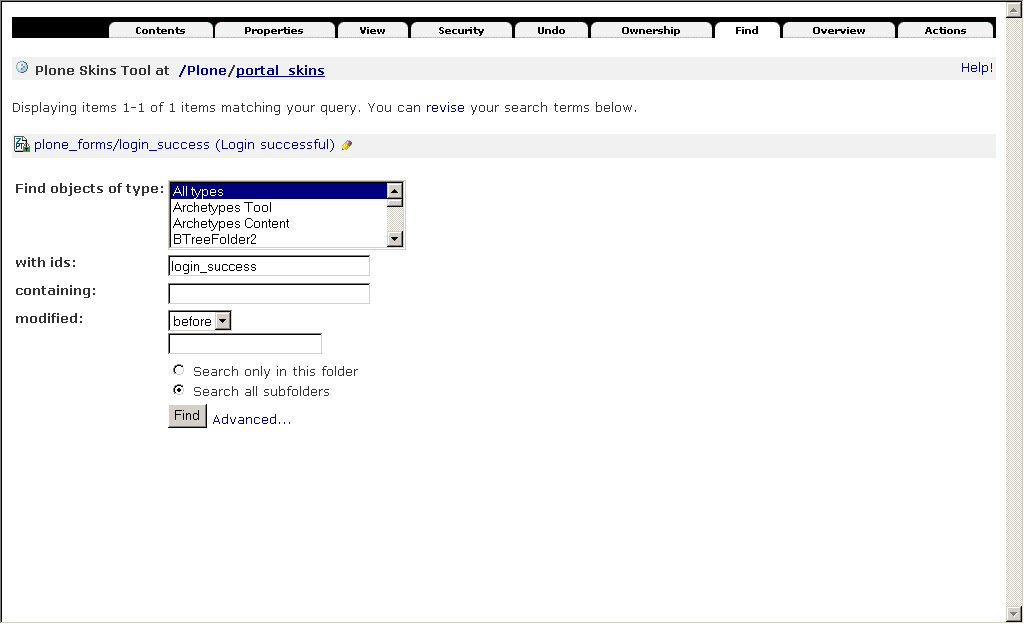 Contents Properties View Security Undo Ownership Find Overview Actions
Plone Skins Tool at /Plone/portal_skins Help!
Displaying items 1-1 of 1 items matching your query. You can revise your search terms below.
plone_forms/login_success (Login successful)
Find objects of type: All types
Archetypes Tool
Archetypes Content
BTreeFolder2
with ids: login_success
containing:
modified: before
Search only in this folder
Search all subfolders
Find Advanced...